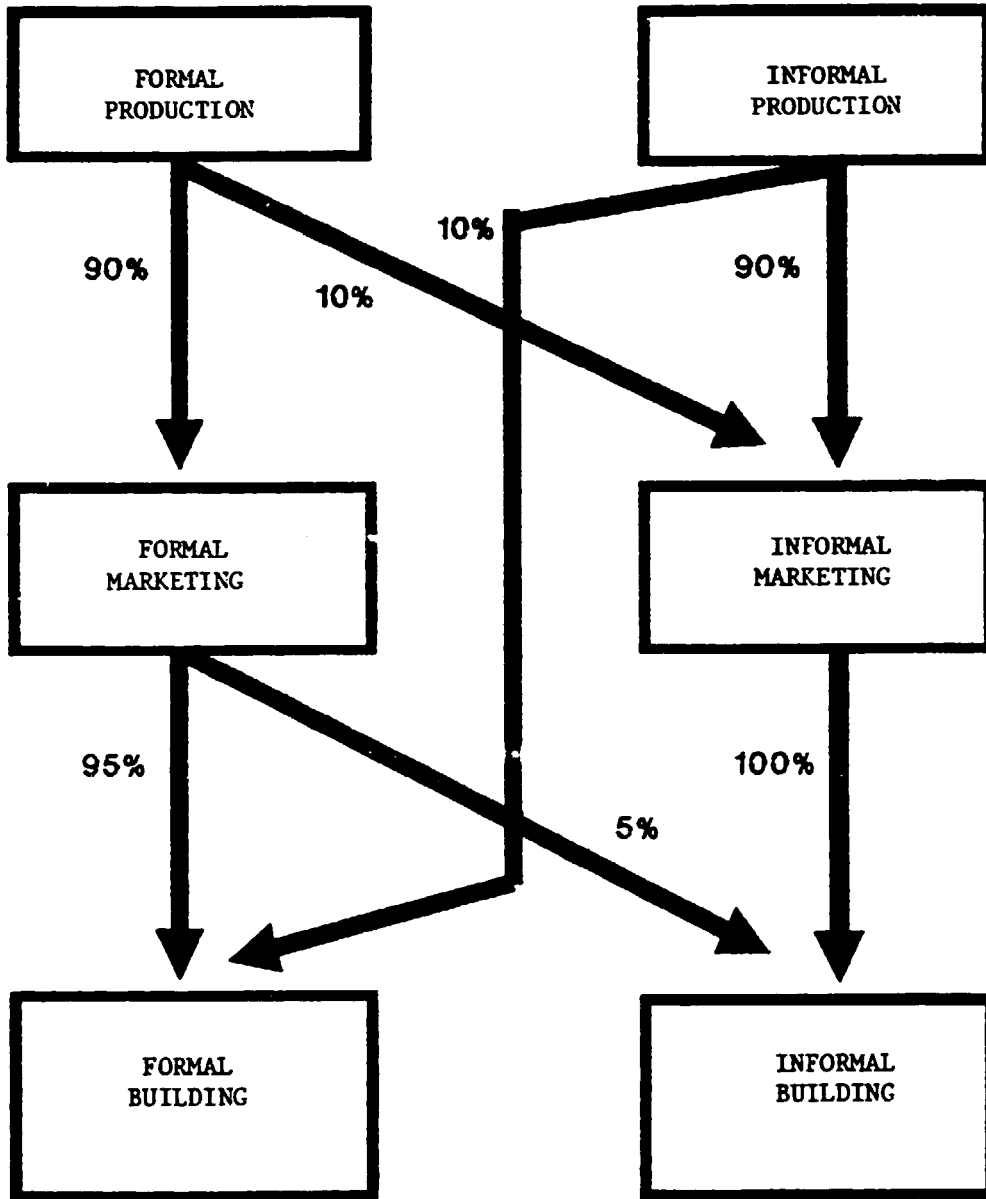 FORMAL
PRODUCTION
INFORMAL
PRODUCTION
10%
90%
90%
10%
FORMAL
MARKETING
INFORMAL
MARKETING
95%
100%
5%
FORMAL
BUILDING
INFORMAL
BUILDING